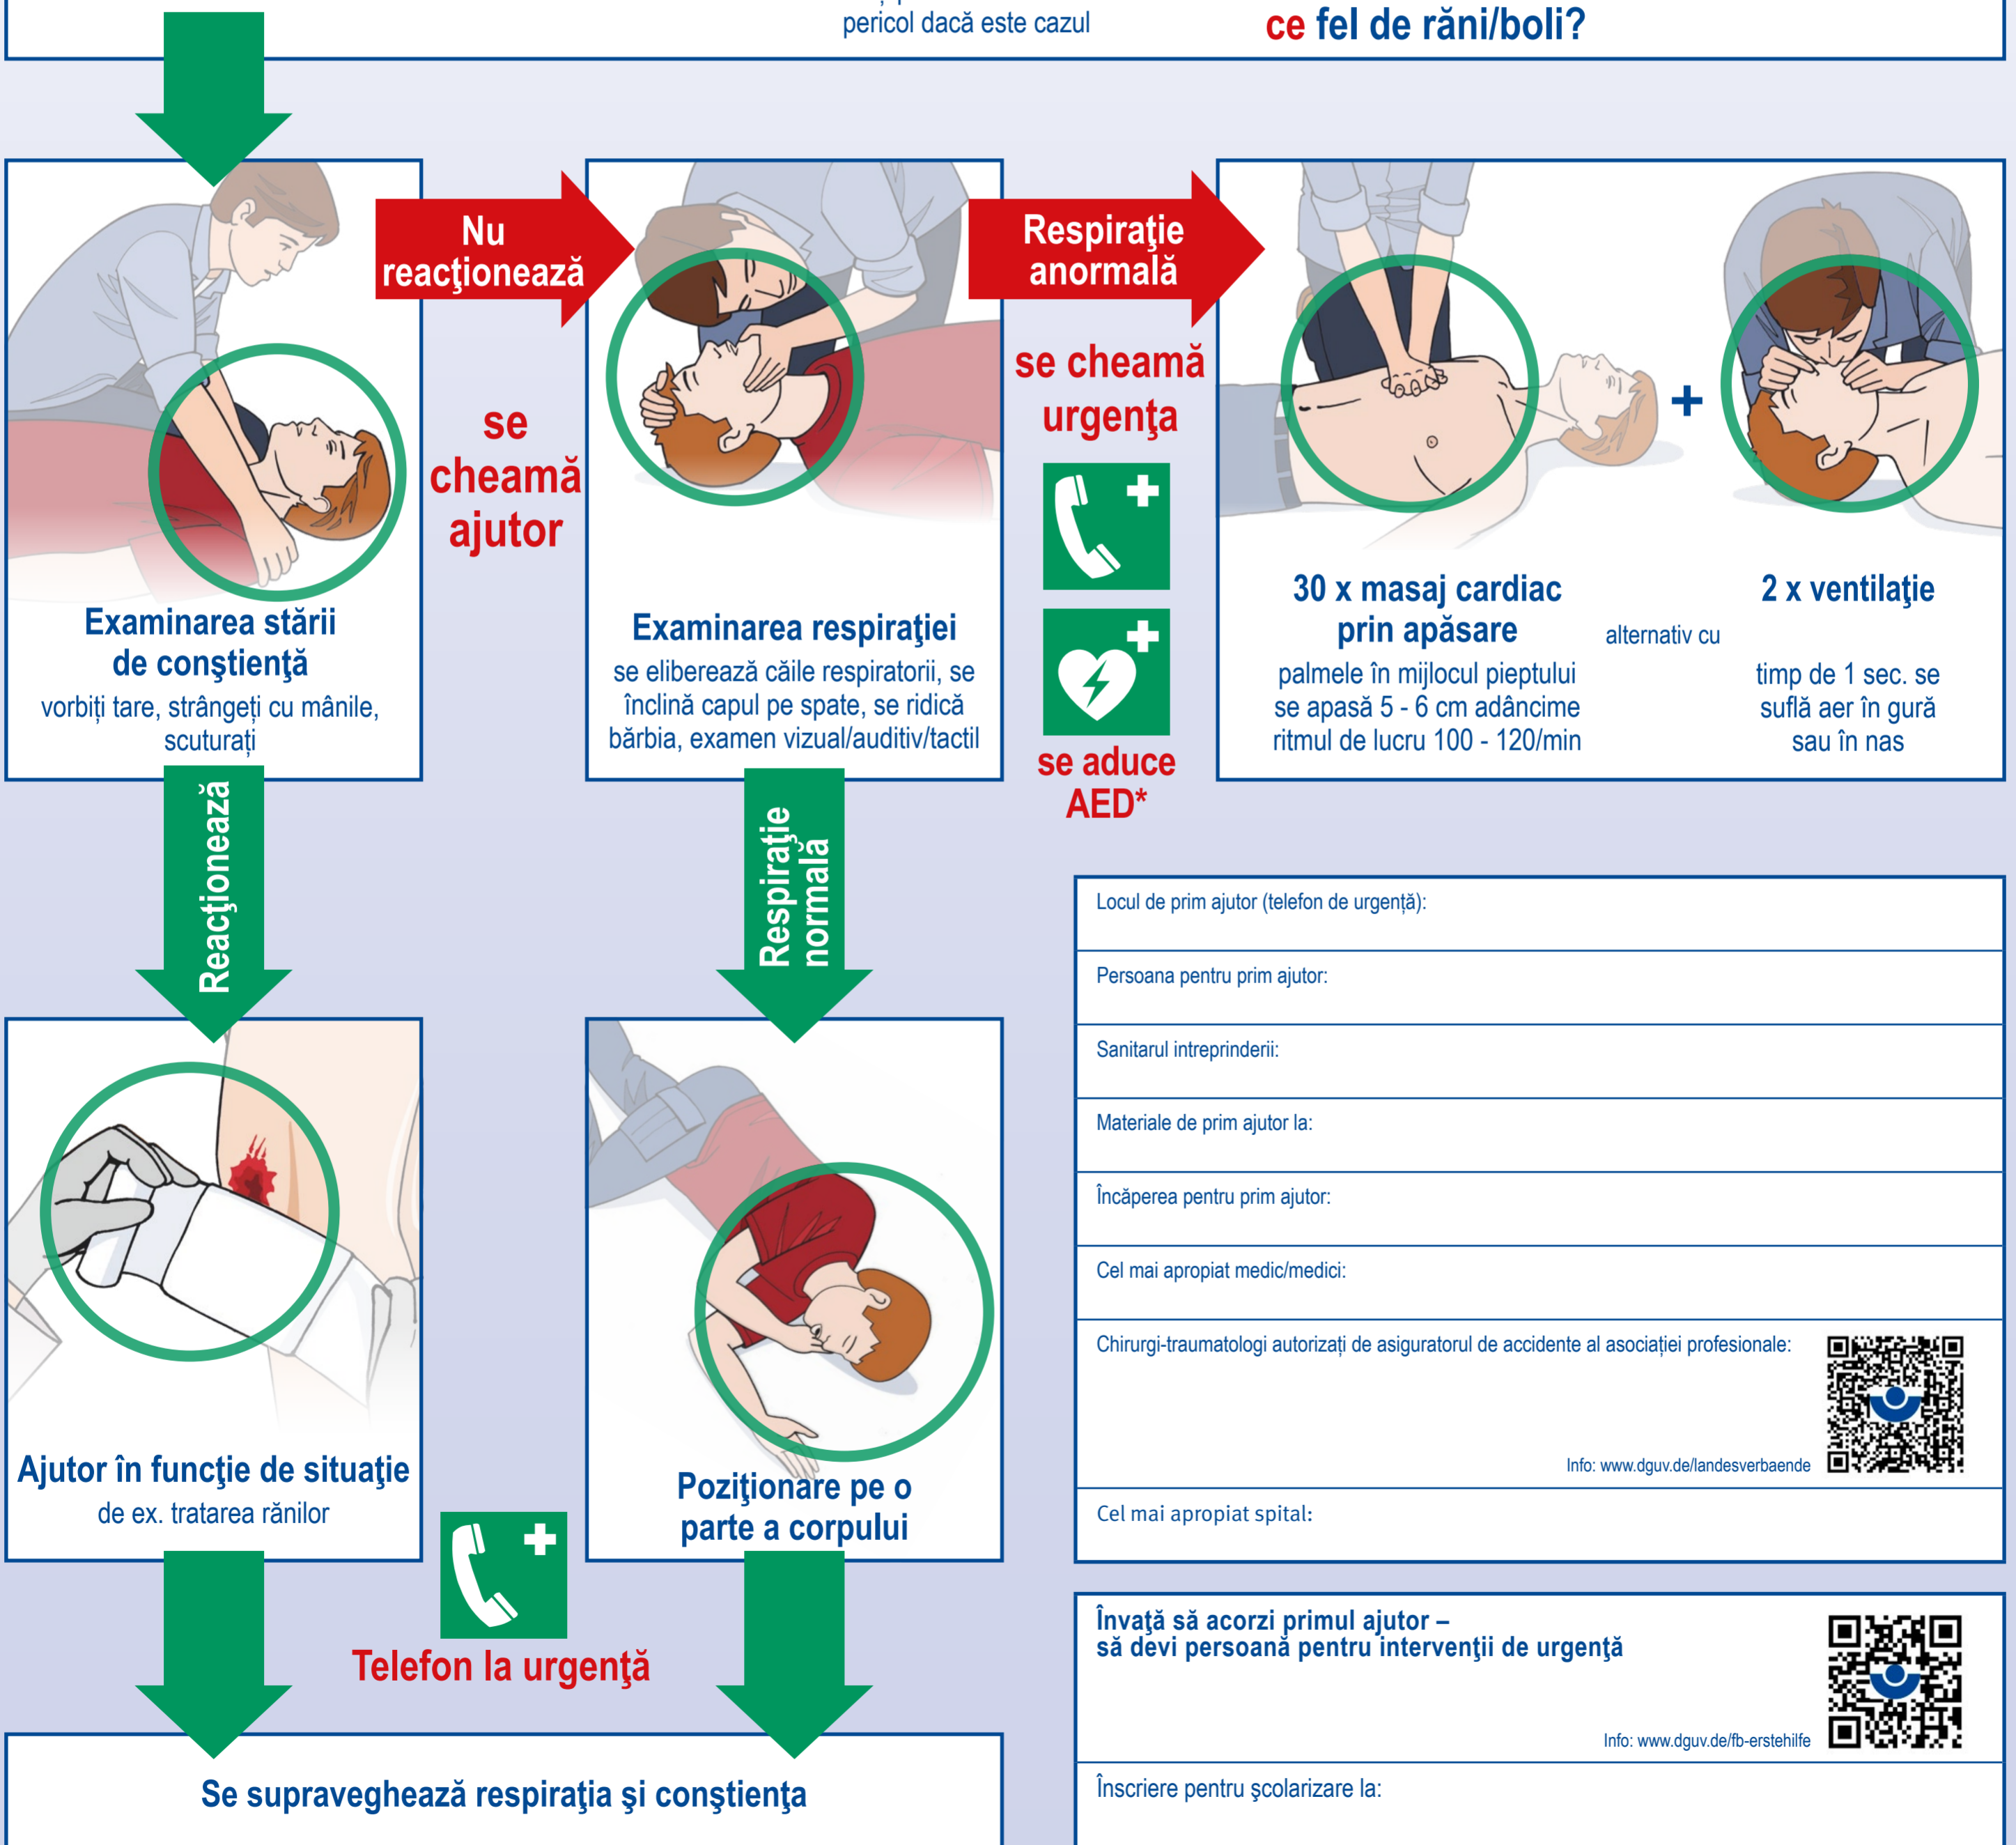 pericol dacă este cazul
ce fel de răni/boli?
Nu
reacţionează
se
cheamă
ajutor
Respiraţie
anormală
se cheamă
urgenţa
se aduce
AED*
Examinarea stării
de conştienţă
vorbiți tare, strângeți cu mânile,
scuturați
Examinarea respiraţiei
se eliberează căile respiratorii, se
înclină capul pe spate, se ridică
bărbia, examen vizual/auditiv/tactil
30 x masaj cardiac
prin apăsare
palmele în mijlocul pieptului
se apasă 5 - 6 cm adâncime
ritmul de lucru 100 - 120/min
+
alternativ cu
2 x ventilaţie
timp de 1 sec. se
suflă aer în gură
sau în nas
Reacţionează
Respiraţie
normală
Ajutor în funcţie de situaţie
de ex. tratarea rănilor
Poziţionare pe o
parte a corpului
Telefon la urgenţă
Se supraveghează respiraţia şi conştienţa
Locul de prim ajutor (telefon de urgență):
Persoana pentru prim ajutor:
Sanitarul intreprinderii:
Materiale de prim ajutor la:
Încăperea pentru prim ajutor:
Cel mai apropiat medic/medici:
Chirurgi-traumatologi autorizați de asiguratorul de accidente al asociației profesionale:
Info: www.dguv.de/landesverbaende
Cel mai apropiat spital:
Învaţă să acorzi primul ajutor –
să devi persoană pentru intervenţii de urgenţă
Info: www.dguv.de/fb-erstehilfe
Înscriere pentru şcolarizare la: